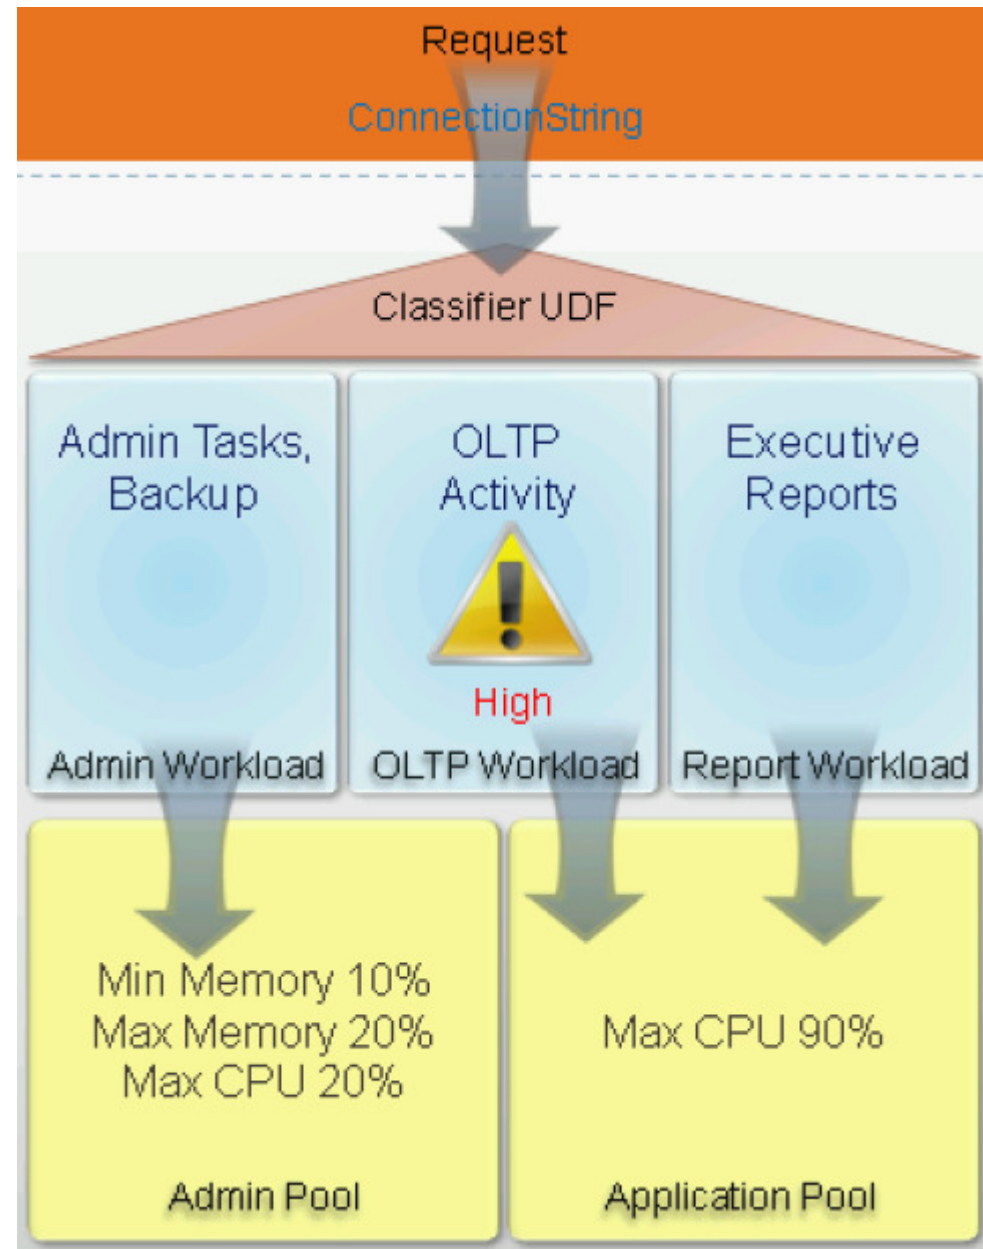 Request
ConnectionString
Classifier UDF
Admin Tasks,
Backup
Admin Workload
OLTP
Activity
High
OLTP Workload
Executive
Reports
Report Workload
Min Memory 10%
Max Memory 20%
Max CPU 20%
Admin Pool
Max CPU 90%
Application Pool